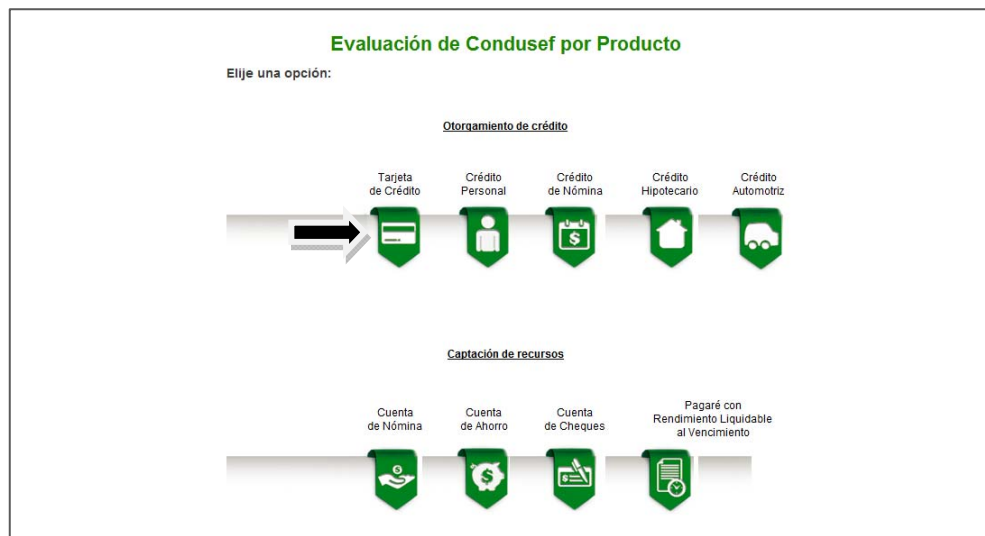 Evaluación de Condusef por Producto
Elije una opción:
Otorgamiento de crédito
Tarjeta
de Crédito
Crédito
Personal
Crédito
de Nómina
Crédito
Hipotecario
Crédito
Automotriz
$
Captación de recursos
Cuenta
de Nómina
Cuenta
de Ahorro
Cuenta
de Cheques
Pagaré con
Rendimiento Liquidable
al Vencimiento
$
$
$